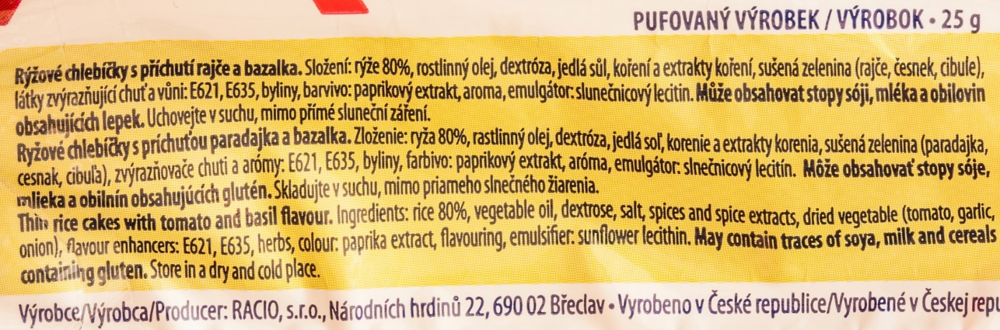 PUFOVANÝ VÝROBEK / VÝROBOK • 25 g
Rýžové chlebíčky s příchutí rajče a bazalka. Složení: rýže 80%, rostlinný olej, dextróza, jedlá sůl, koření a extrakty koření, sušená zelenina (rajče, česnek, cibule),
látky zvýrazňující chuť a vůni: E621, E635, byliny, barvivo: paprikový extrakt, aroma, emulgátor: slunečnicový lecitin. Může obsahovat stopy sóji, mléka a obilovin
obsahujících lepek. Uchovejte v suchu, mimo přímé sluneční záření.
Ryžové chlebíčky s príchuťou paradajka a bazalka. Zloženie: ryža 80%, rastlinný olej, dextróza, jedlá soľ, korenie a extrakty korenia, sušená zelenina (paradajka,
cesnak, cibuľa), zvýrazňovače chuti a arómy: E621, E635, byliny, farbivo: paprikový extrakt, aróma, emulgátor: slnečnicový lecitín. Môže obsahovať stopy sóje,
mlieka a obilnín obsahujúcich glutén. Skladujte v suchu, mimo priameho slnečného žiarenia.
Thin rice cakes with tomato and basil flavour. Ingredients: rice 80%, vegetable oil, dextrose, salt, spices and spice extracts, dried vegetable (tomato, garlic,
onion), flavour enhancers: E621, E635, herbs, colour: paprika extract, flavouring, emulsifier: sunflower lecithin. May contain traces of soya, milk and cereals
containing gluten. Store in a dry and cold place.
Výrobce/Výrobca/Producer: RACIO, s.r.o., Národních hrdinů 22, 690 02 Břeclav • Vyrobeno v České republice/Vyrobené v Českej repu